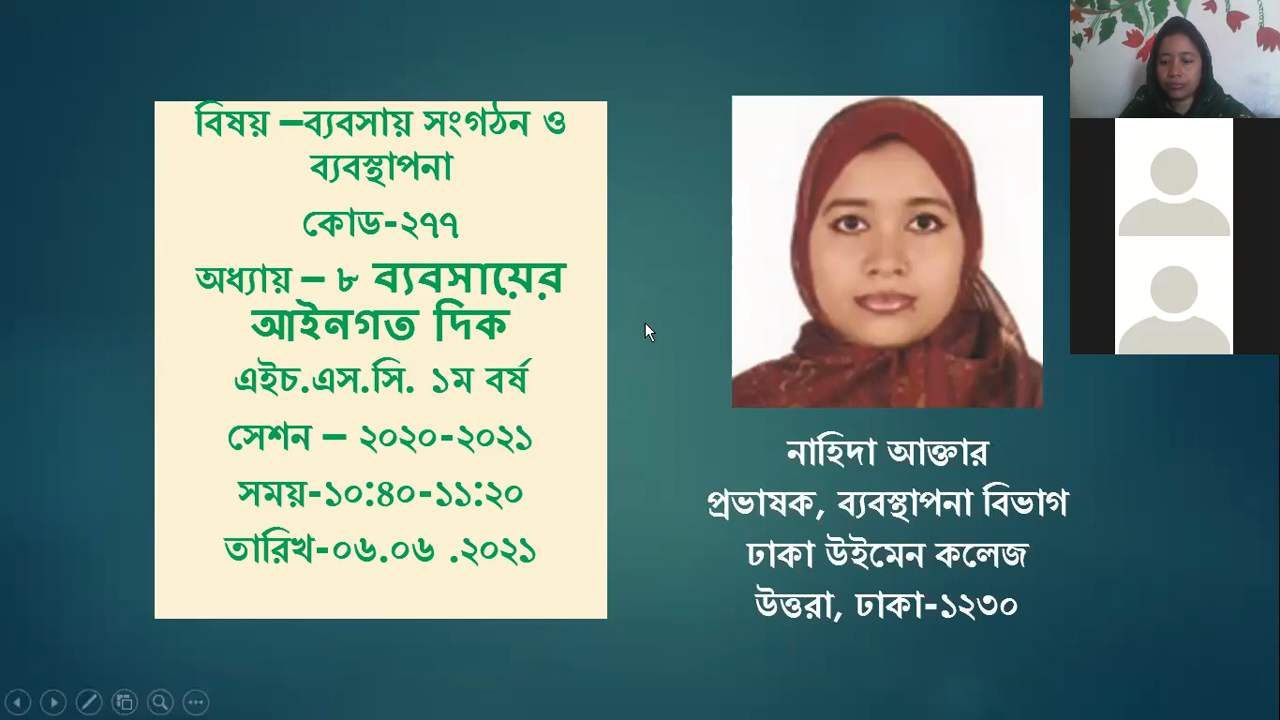 বিষয় –ব্যবসায় সংগঠন ও
ব্যবস্থাপনা
কোড-২৭৭
অধ্যায় – ৮ ব্যবসায়ের
আইনগত দিক
এইচ.এস.সি. ১ম বর্ষ
সেশন – ২০২০-২০২১
সময়-১০:৪০-১১:২০
তারিখ-০৬.০৬ .২০২১
নাহিদা আক্তার
প্রভাষক, ব্যবস্থাপনা বিভাগ
ঢাকা উইমেন কলেজ
উত্তরা, ঢাকা-১২৩০